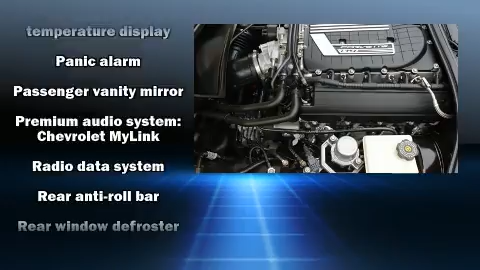 temperature display
Panic alarm
Passenger vanity mirror
Premium audio system:
Chevrolet MyLink
Radio data system
Rear anti-roll bar
Rear window defroster